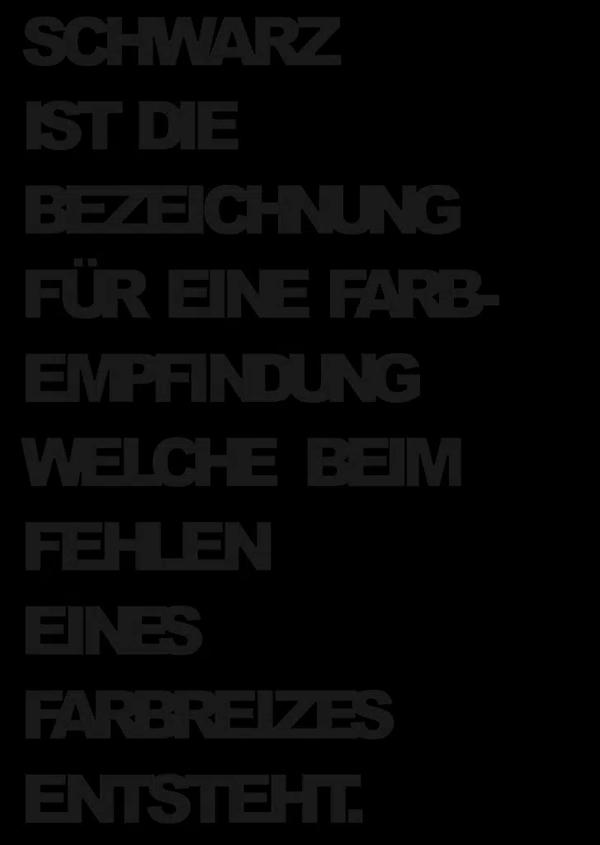 SCHWARZ
IST DIE
BEZEICHNUNG
FÜR EINE FARB-
EMPFINDUNG
WELCHE BEIM
FEHLEN
EINES
FARBREIZES
ENTSTEHT.